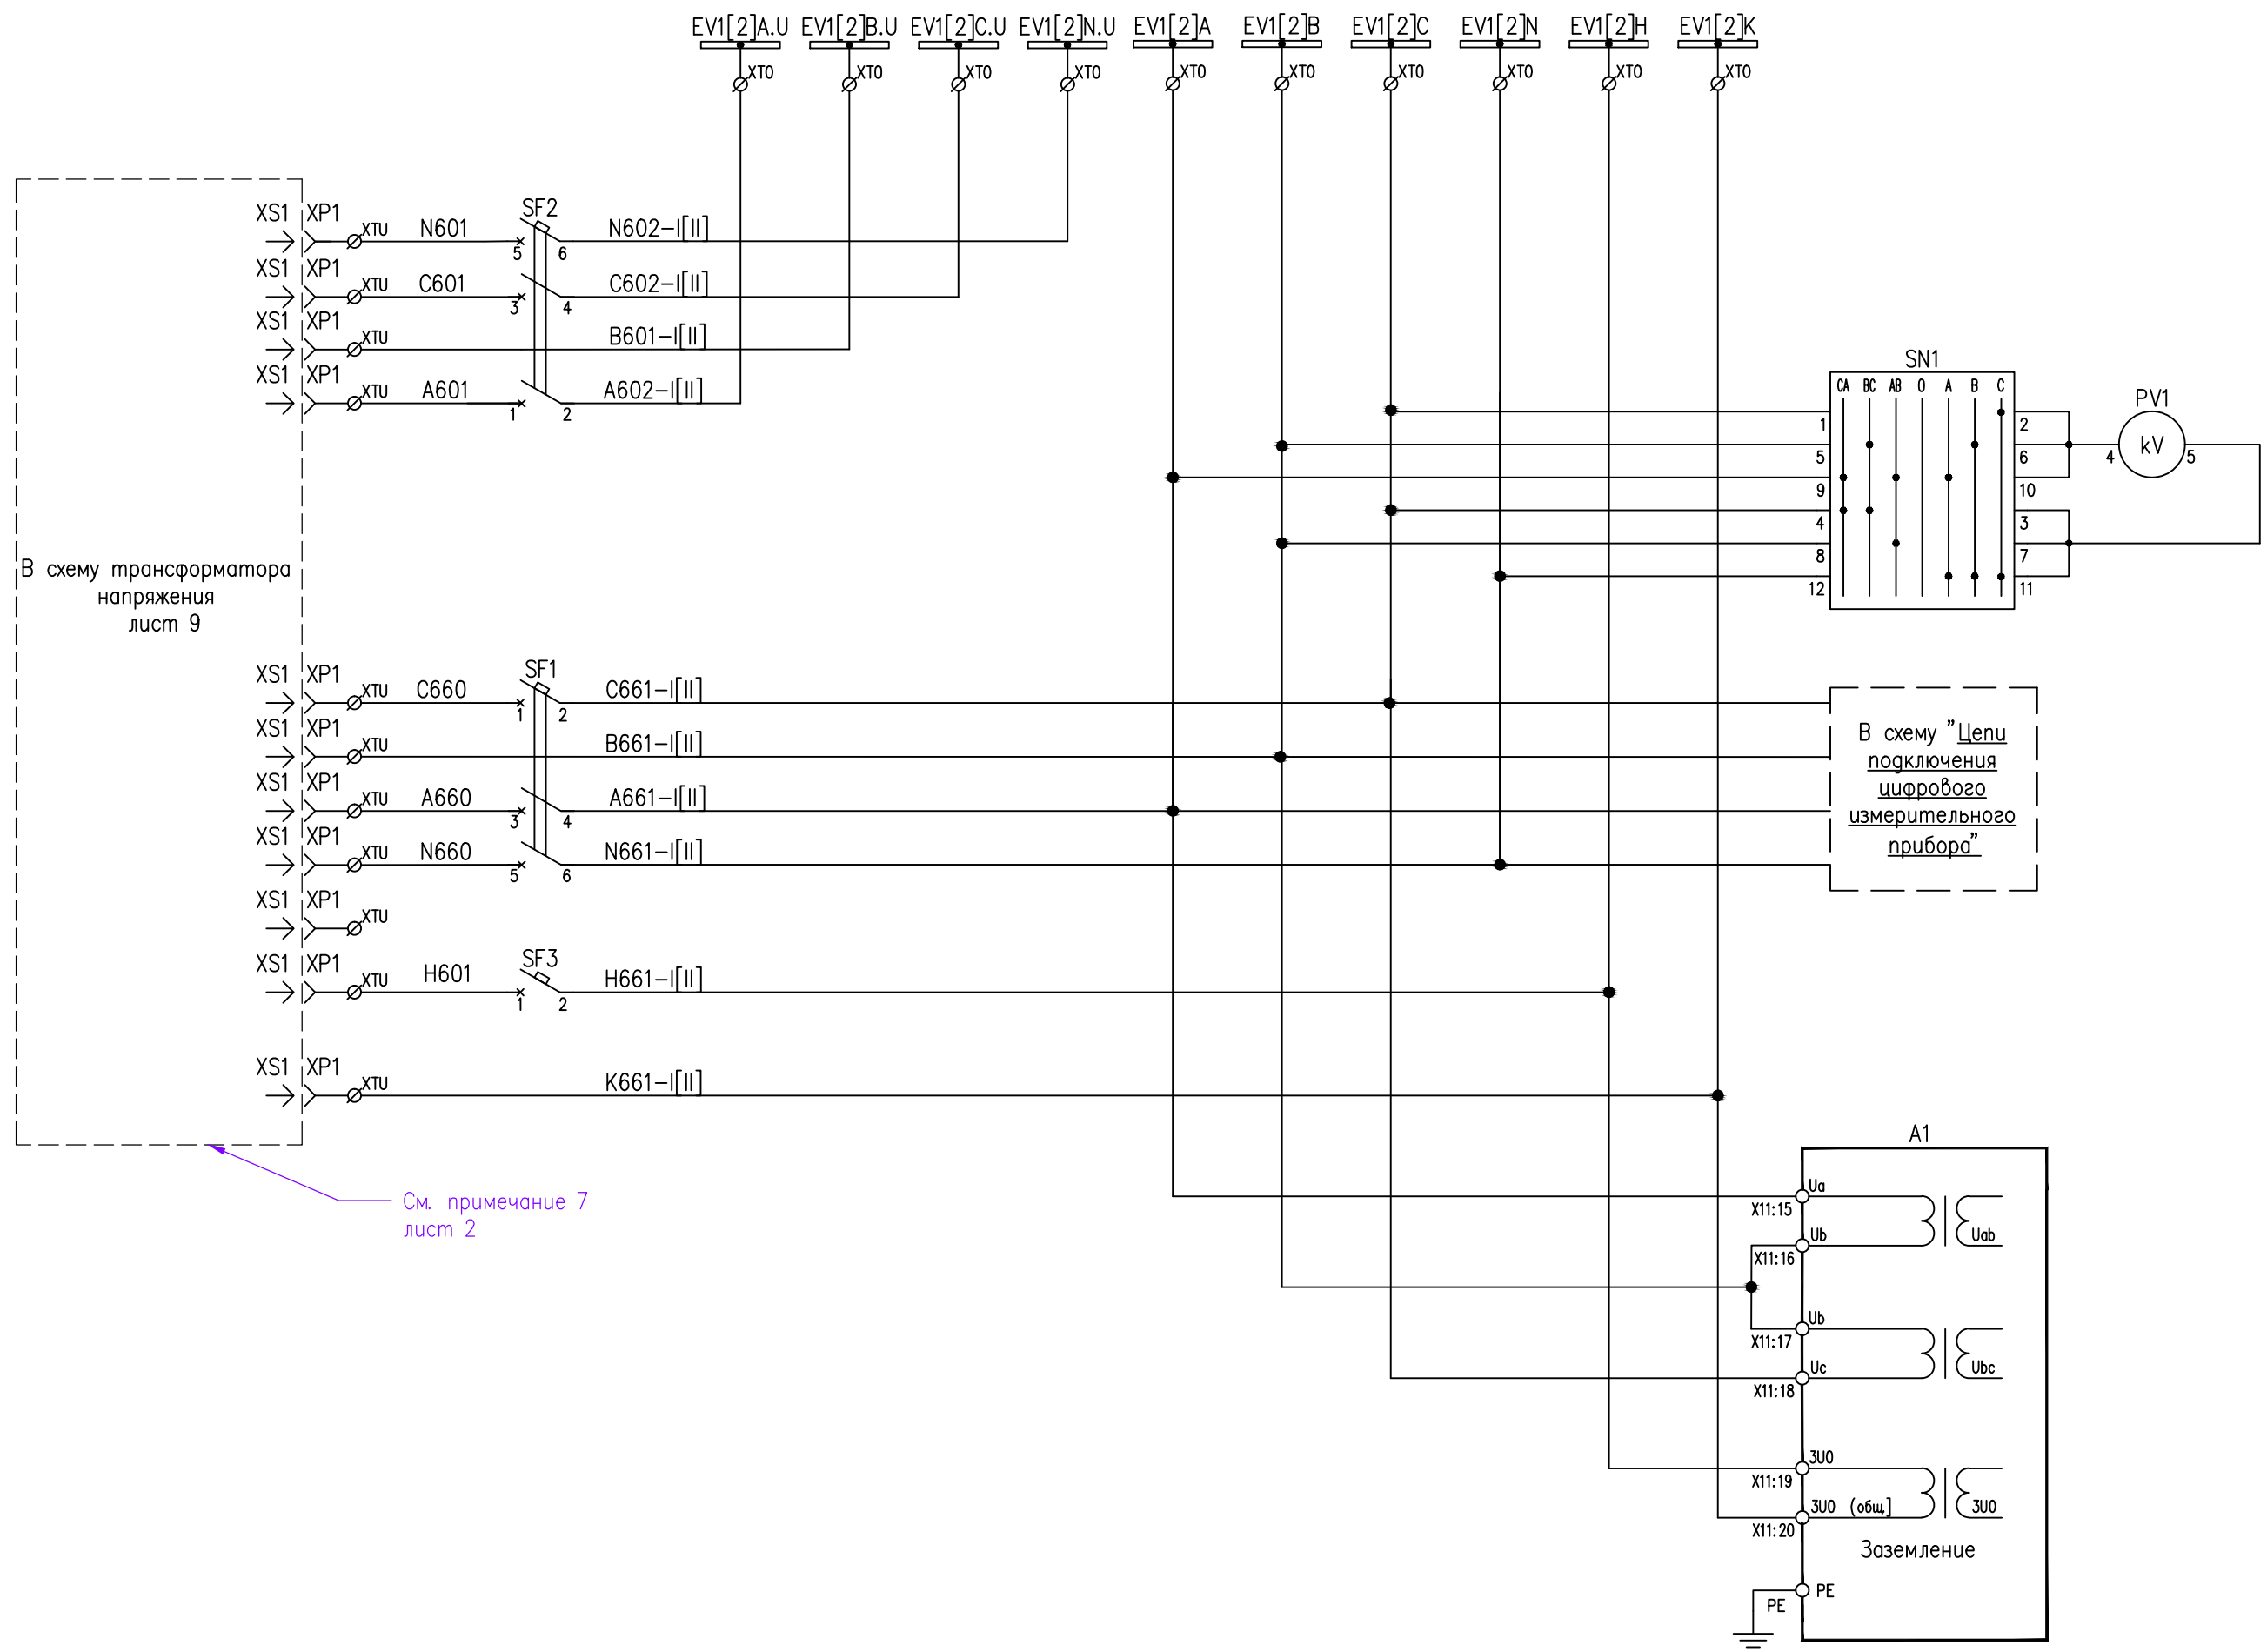 EV1[2]A.U EV1[2]B.U EV1[2]C.U EV1[2]N.U EV1[2]A EV1[2]B EV1[2]C EV1[2]N EV1[2]H EV1[2]K
XT0 XT0 XT0 XT0 XT0 XT0 XT0 XT0 XT0 XT0
XS1 XP1 XTU N601 SF2 5 6 N602-I[II]
XS1 XP1 XTU C601 3 4 C602-I[II]
XS1 XP1 XTU B601-I[II]
XS1 XP1 XTU A601 1 2 A602-I[II]
SN1
CA BC AB 0 A B C
1 2
5 6
9 10
4 3
8 7
12 11
PV1
kV
4 5
В схему трансформатора
напряжения
лист 9
XS1 XP1 XTU C660 SF1 1 2 C661-I[II]
XS1 XP1 XTU B661-I[II]
XS1 XP1 XTU A660 3 4 A661-I[II]
XS1 XP1 XTU N660 5 6 N661-I[II]
XS1 XP1 XTU
XS1 XP1 XTU H601 SF3 1 2 H661-I[II]
XS1 XP1 XTU K661-I[II]
В схему "Цепи
подключения
цифрового
измерительного
прибора"
См. примечание 7
лист 2
A1
Ua
X11:15
Ub
X11:16
Uab
Ub
X11:17
Uc
X11:18
Ubc
3U0
X11:19
3U0 (общ]
X11:20
3U0
Заземление
PE
PE